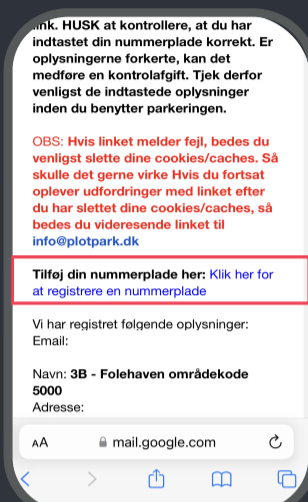 link. HUSK at kontrollere, at du har
indtastet din nummerplade korrekt. Er
oplysningerne forkerte, kan det
medføre en kontrolafgift. Tjek derfor
venligst de indtastede oplysninger
inden du benytter parkeringen.
OBS: Hvis linket melder fejl, bedes du
venligst slette dine cookies/caches. Så
skulle det gerne virke Hvis du fortsat
oplever udfordringer med linket efter
du har slettet dine cookies/caches, så
bedes du videresende linket til
info@plotpark.dk
Tilføj din nummerplade her: Klik her for
at registrere en nummerplade
Vi har registret følgende oplysninger:
Email:
Navn: 3B - Folehaven områdekode
5000
Adresse:
AA mail.google.com